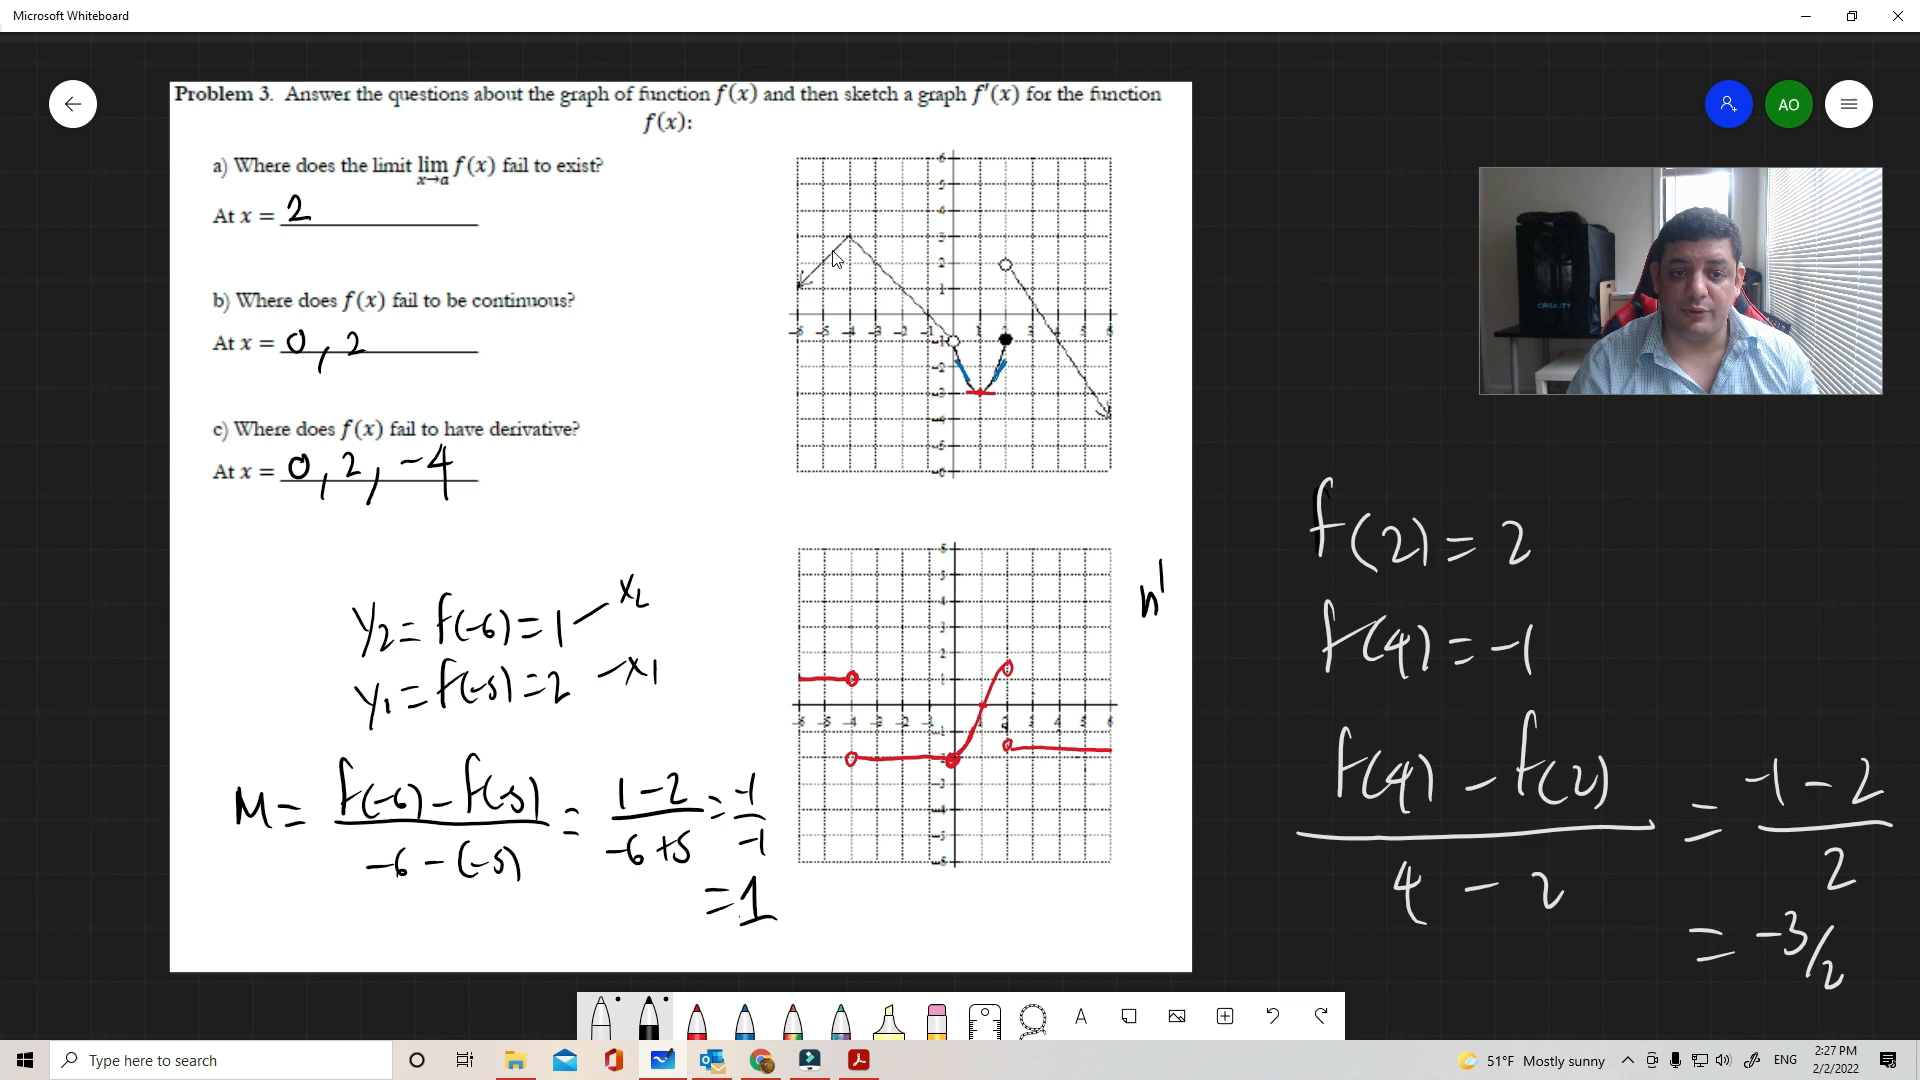 Microsoft Whiteboard
Problem 3. Answer the questions about the graph of function f(x) and then sketch a graph f'(x) for the function
f(x):
a) Where does the limit lim f(x) fail to exist?
x→a
At x = 2
b) Where does f(x) fail to be continuous?
At x = 0, 2
c) Where does f(x) fail to have derivative?
At x = 0, 2, -4
y2 = f(-6) = 1 — x2
y1 = f(-5) = 2 — x1
M = f(-6) - f(-5) / -6 - (-5) = 1 - 2 / -6 + 5 = -1 / -1
= 1
AO
f(2) = 2
f(4) = -1
f(4) - f(2) / 4 - 2 = -1 - 2 / 2
= -3/2
Type here to search
51°F Mostly sunny
ENG
2:27 PM
2/2/2022